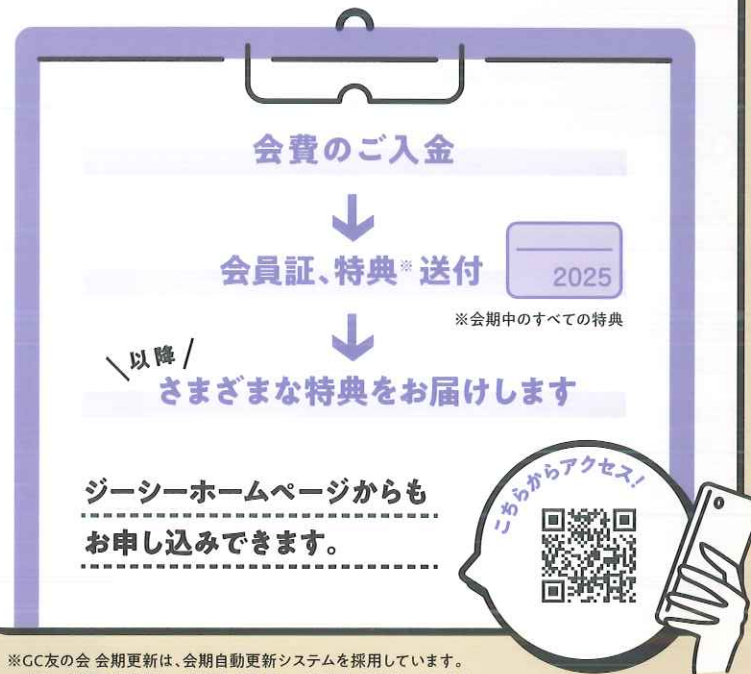 会費のご入金
会員証、特典※送付
2025
※会期中のすべての特典
以降
さまざまな特典をお届けします
ジーシーホームページからも
お申し込みできます。
こちらからアクセス!
※GC友の会 会期更新は、会期自動更新システムを採用しています。